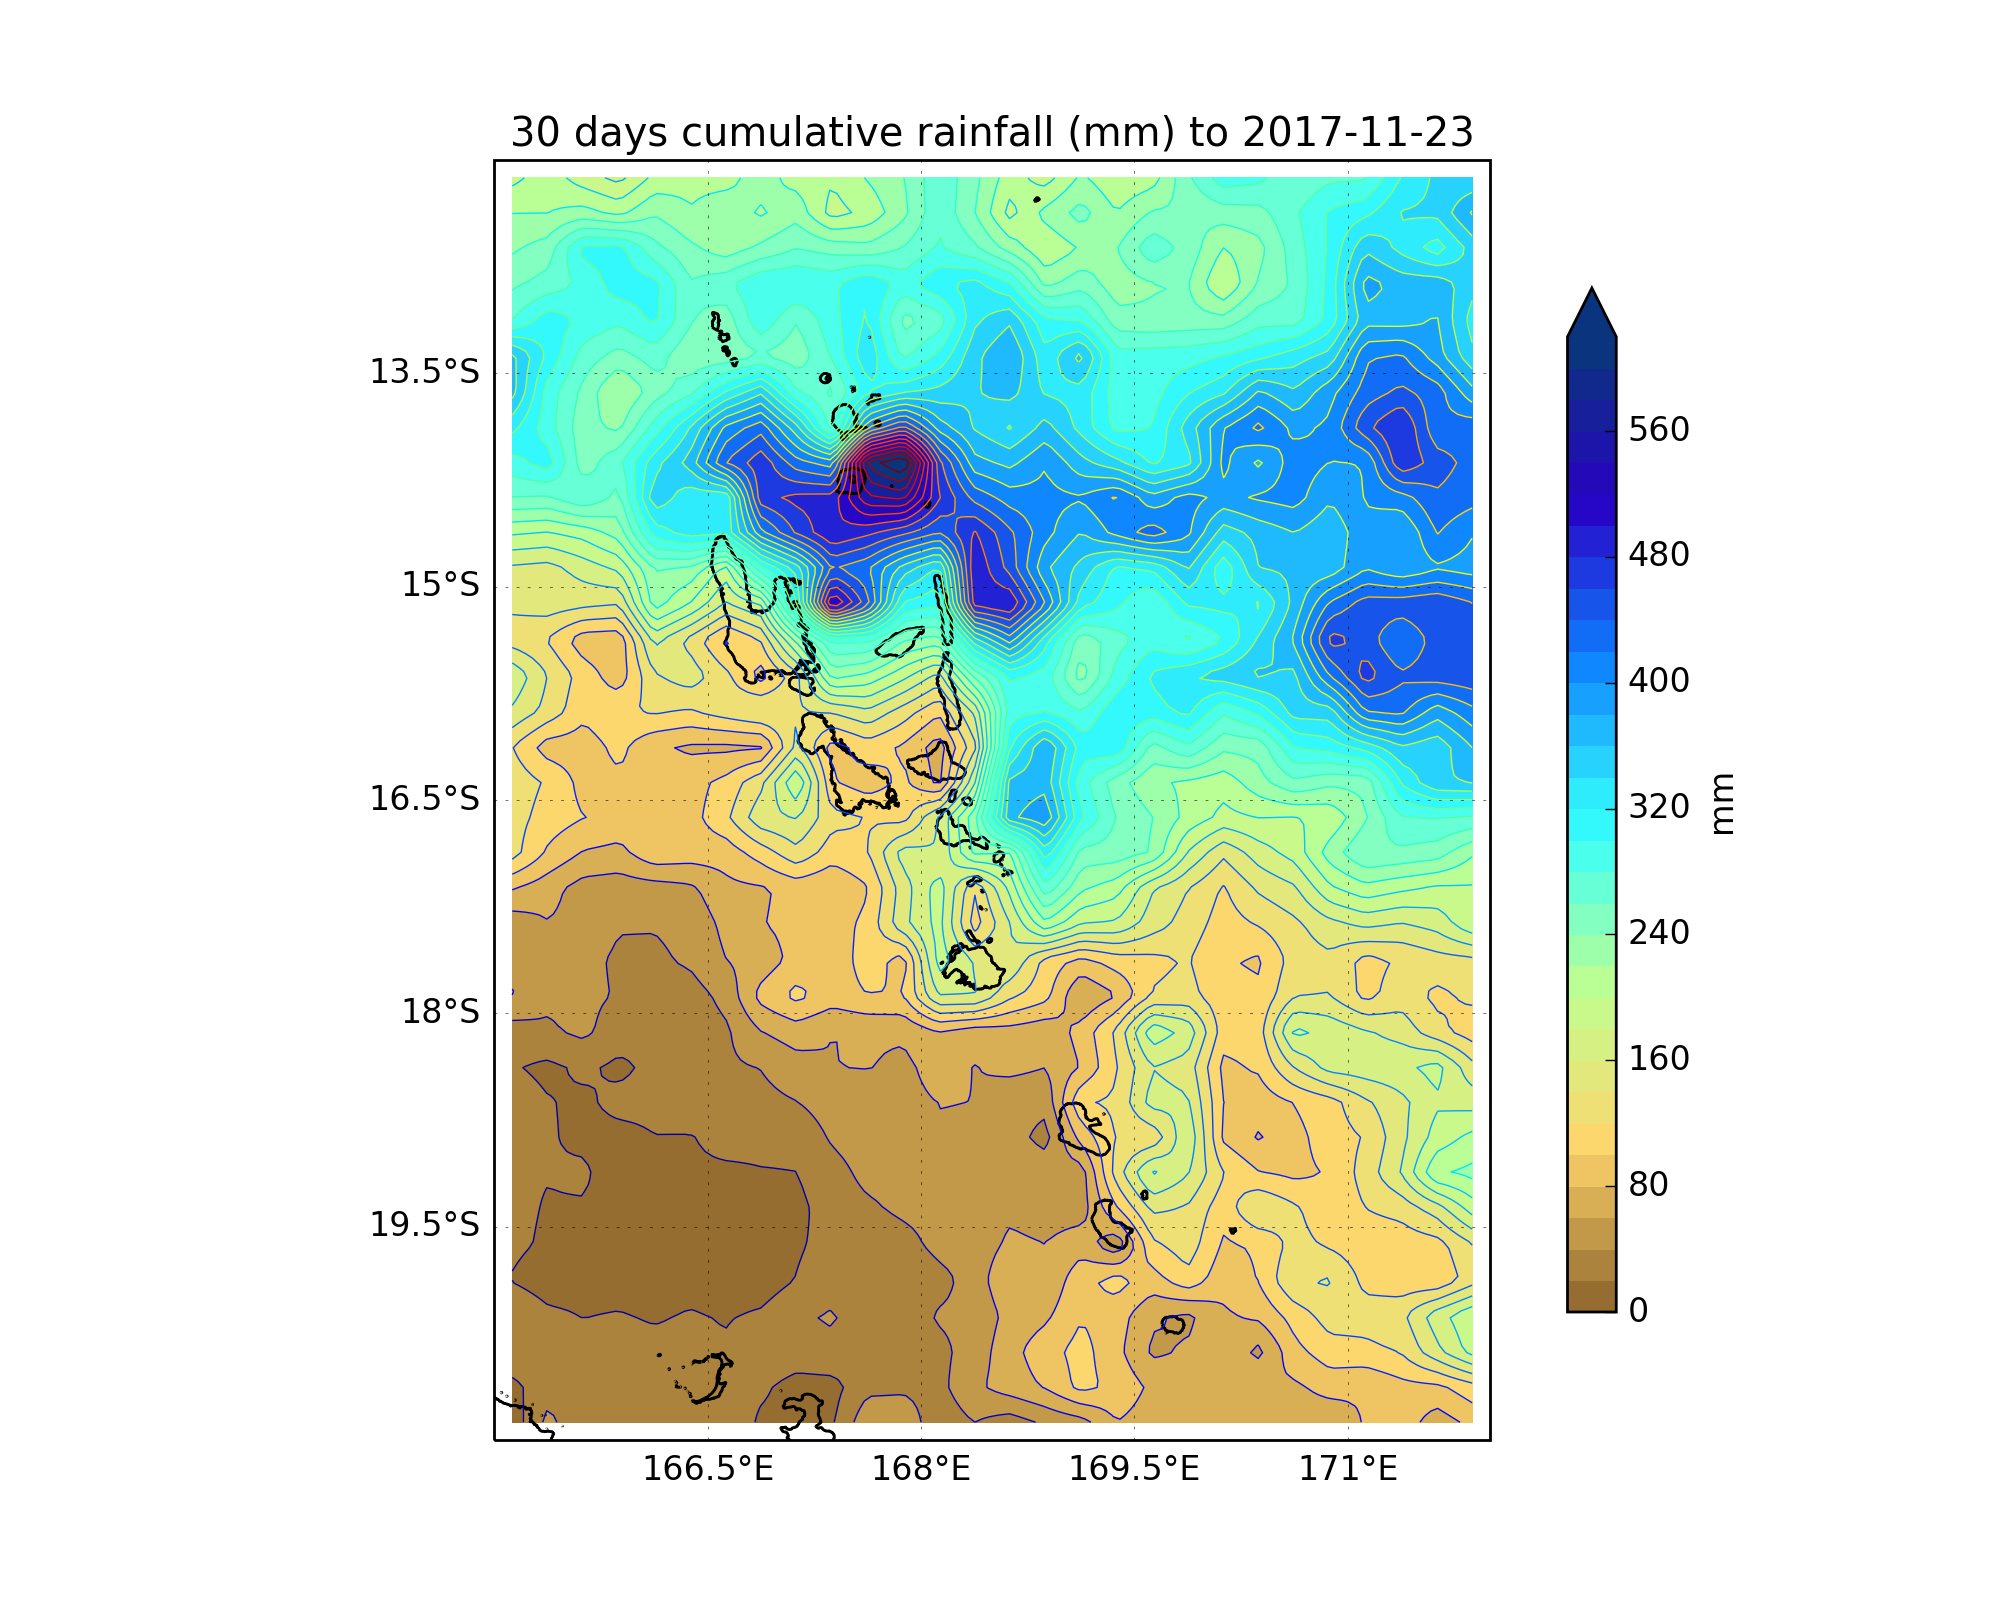 30 days cumulative rainfall (mm) to 2017-11-23
13.5°S
15°S
16.5°S
18°S
19.5°S
166.5°E
168°E
169.5°E
171°E
560
480
400
320
240
160
80
0
mm